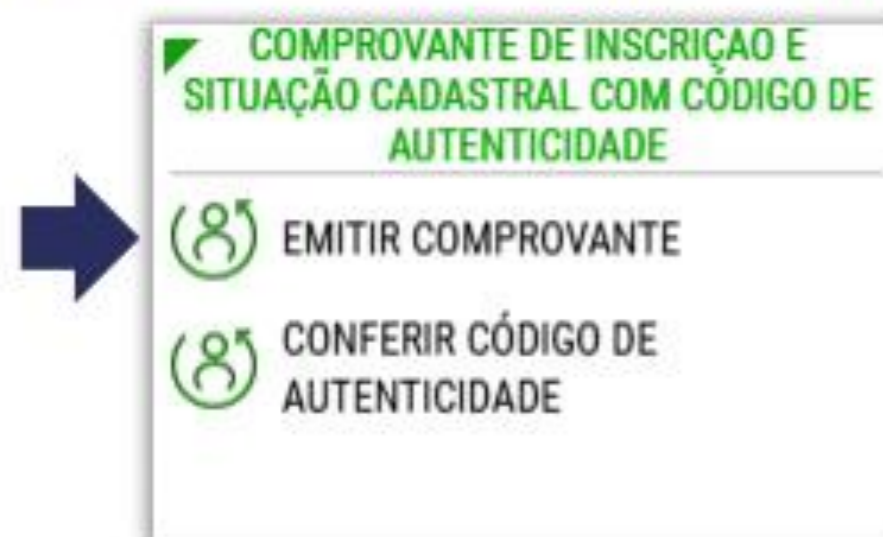 COMPROVANTE DE INSCRIÇÃO E
SITUAÇÃO CADASTRAL COM CÓDIGO DE
AUTENTICIDADE
EMITIR COMPROVANTE
CONFERIR CÓDIGO DE
AUTENTICIDADE